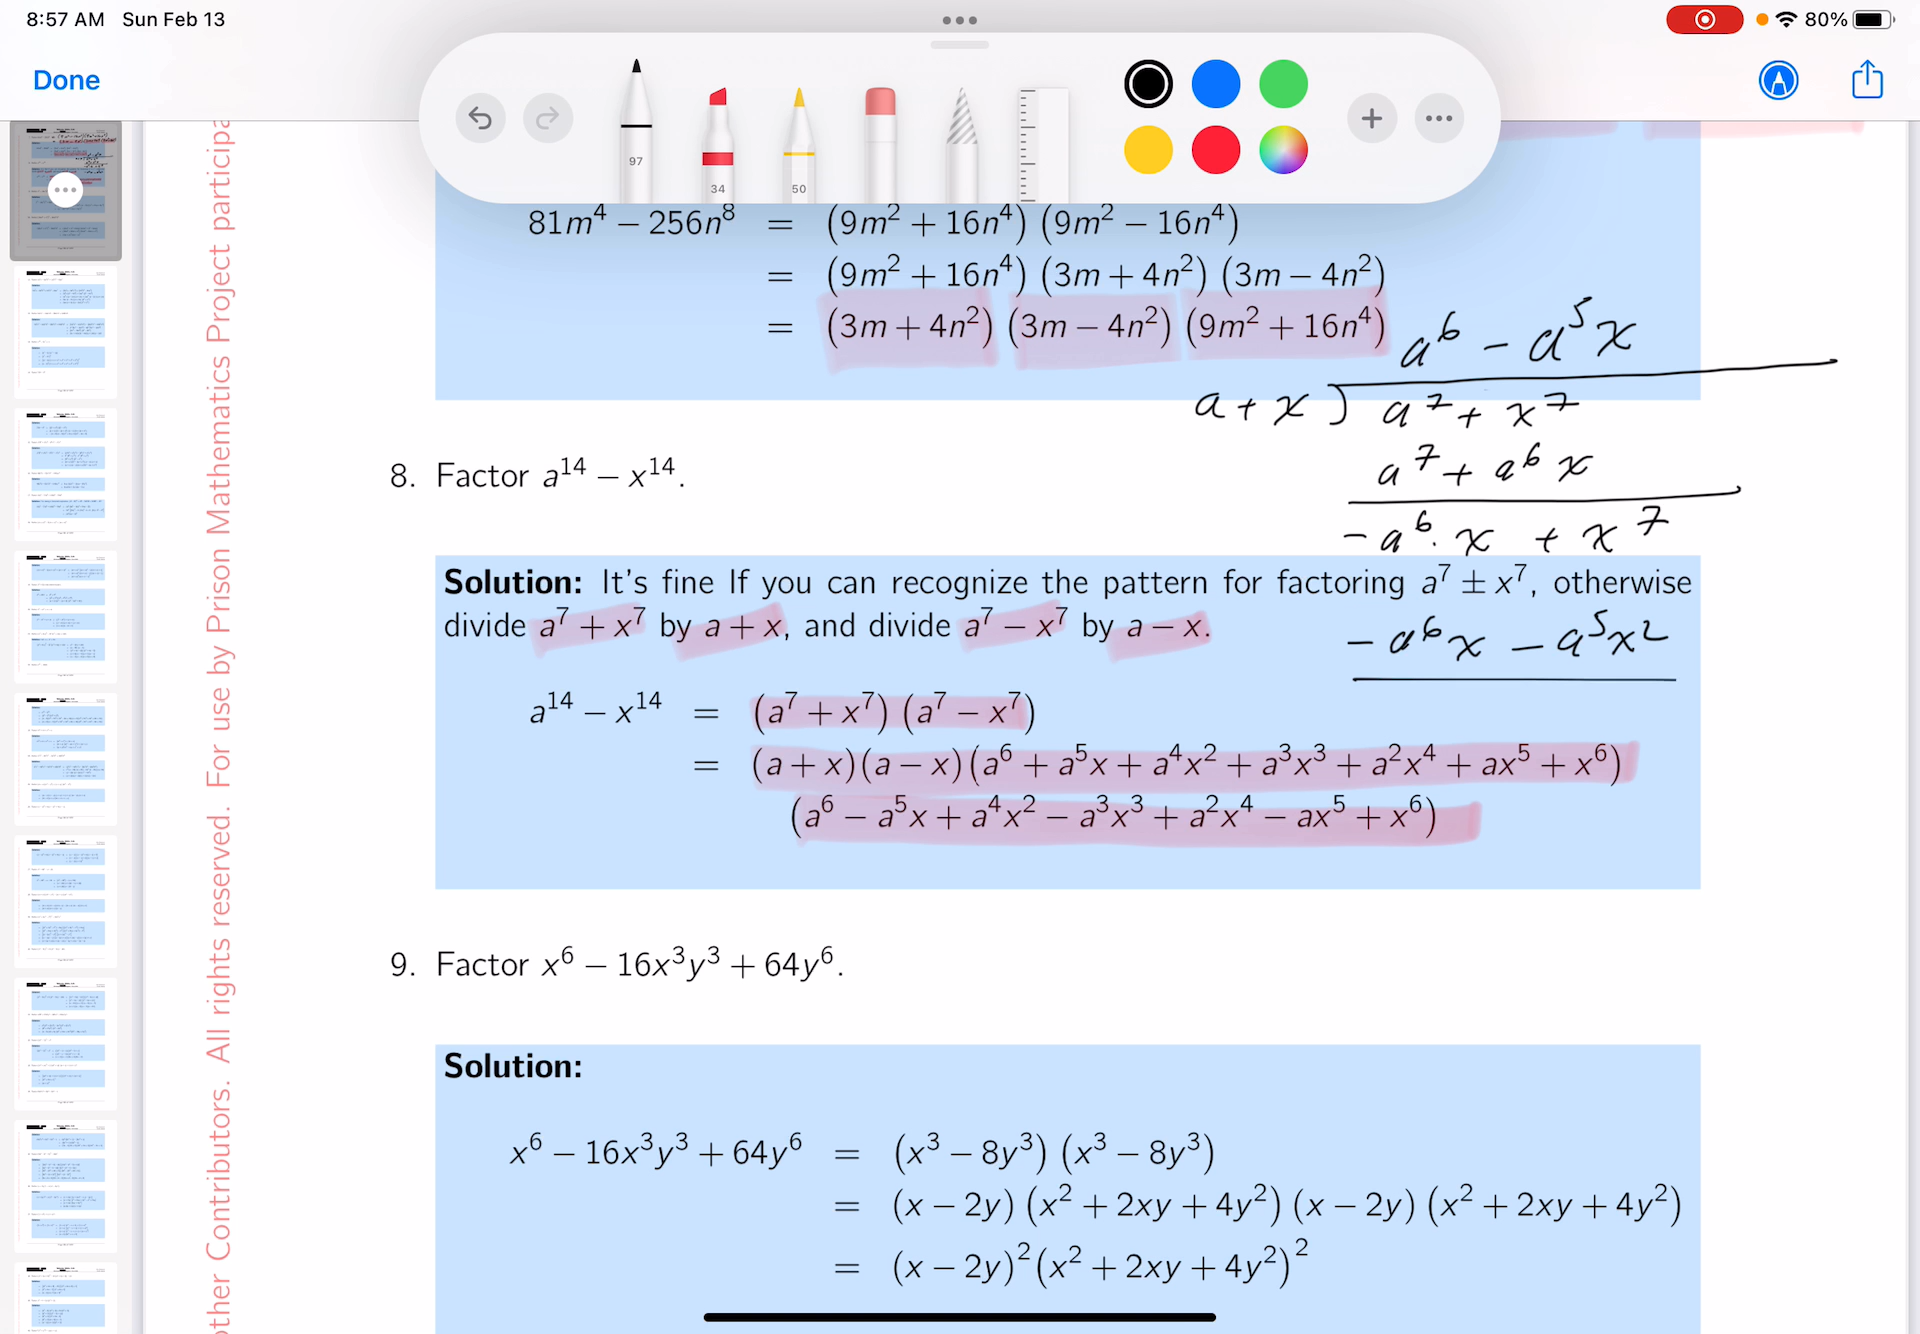 8:57 AM Sun Feb 13
80%
Done
97
34
50
other Contributors. All rights reserved. For use by Prison Mathematics Project participa
81m⁴ − 256n⁸ = (9m² + 16n⁴) (9m² − 16n⁴)
= (9m² + 16n⁴) (3m + 4n²) (3m − 4n²)
= (3m + 4n²) (3m − 4n²) (9m² + 16n⁴)
a⁶ − a⁵x
a + x ) a⁷ + x⁷
a⁷ + a⁶ x
− a⁶· x + x⁷
8. Factor a¹⁴ − x¹⁴.
Solution: It's fine If you can recognize the pattern for factoring a⁷ ± x⁷, otherwise
divide a⁷ + x⁷ by a + x, and divide a⁷ − x⁷ by a − x.
− a⁶x − a⁵x²
a¹⁴ − x¹⁴ = (a⁷ + x⁷) (a⁷ − x⁷)
= (a + x)(a − x)(a⁶ + a⁵x + a⁴x² + a³x³ + a²x⁴ + ax⁵ + x⁶)
(a⁶ − a⁵x + a⁴x² − a³x³ + a²x⁴ − ax⁵ + x⁶)
9. Factor x⁶ − 16x³y³ + 64y⁶.
Solution:
x⁶ − 16x³y³ + 64y⁶ = (x³ − 8y³) (x³ − 8y³)
= (x − 2y) (x² + 2xy + 4y²) (x − 2y) (x² + 2xy + 4y²)
= (x − 2y)²(x² + 2xy + 4y²)²